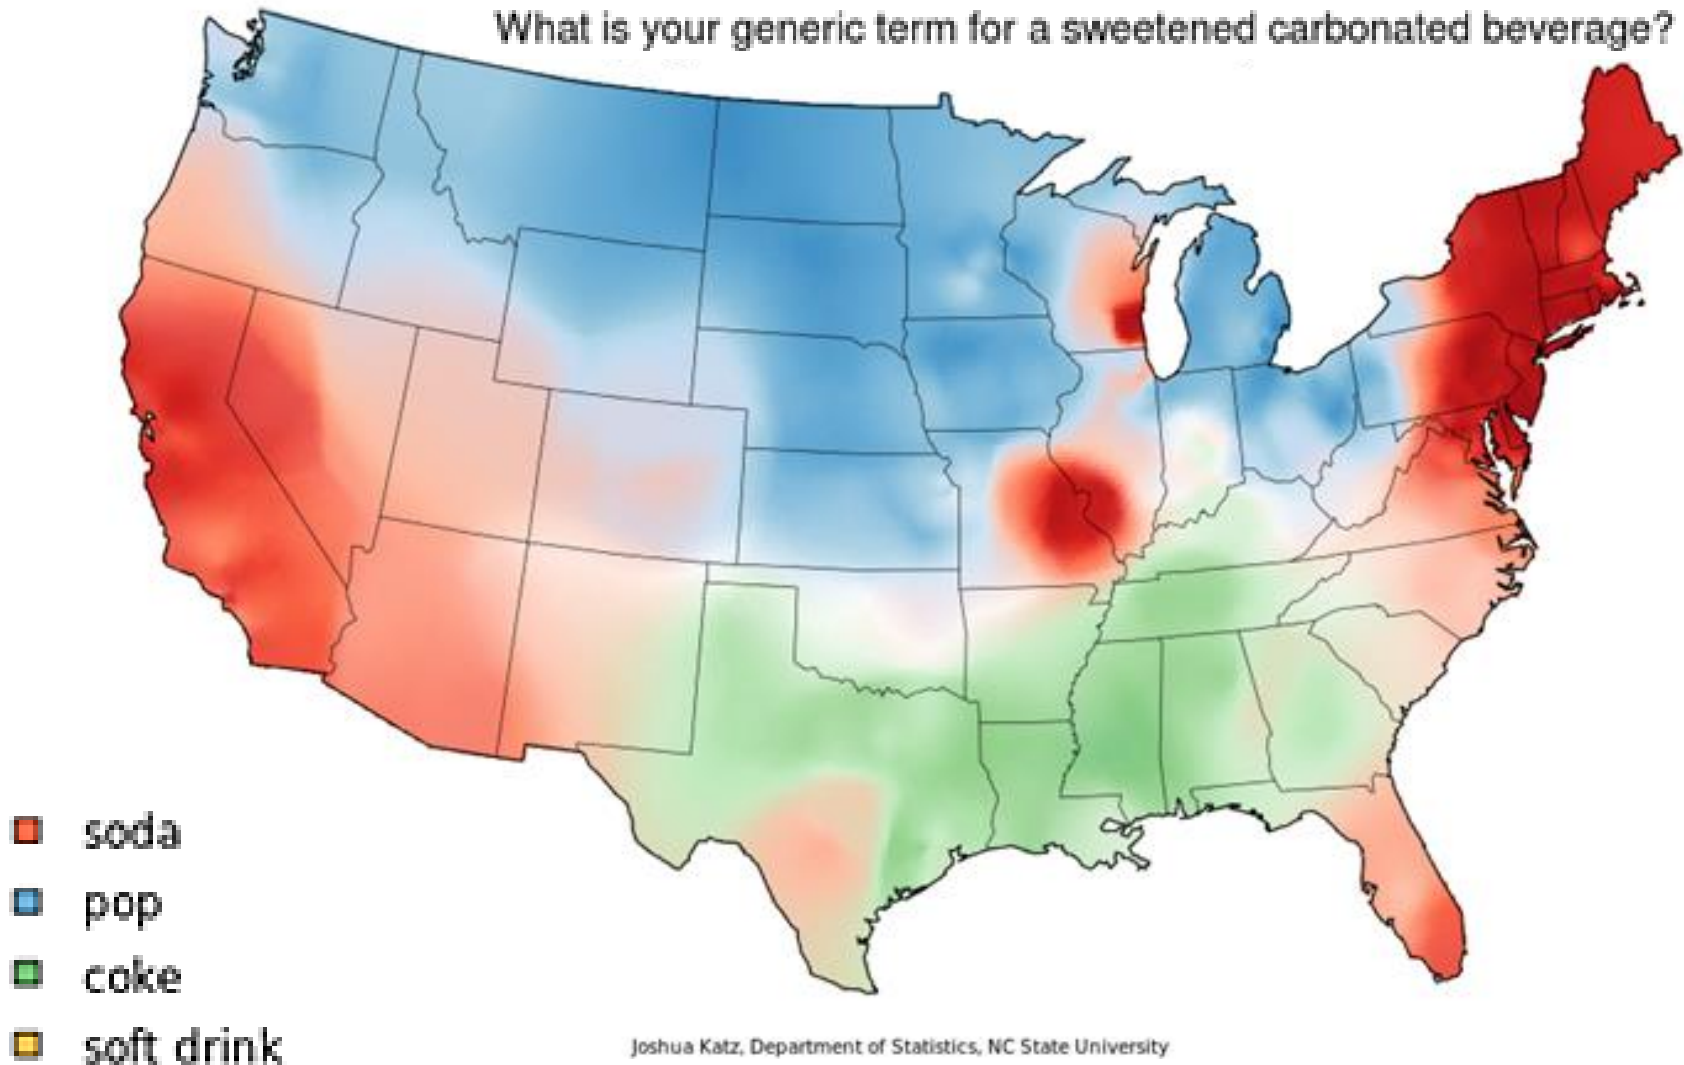 What is your generic term for a sweetened carbonated beverage?
soda
pop
coke
soft drink
Joshua Katz, Department of Statistics, NC State University